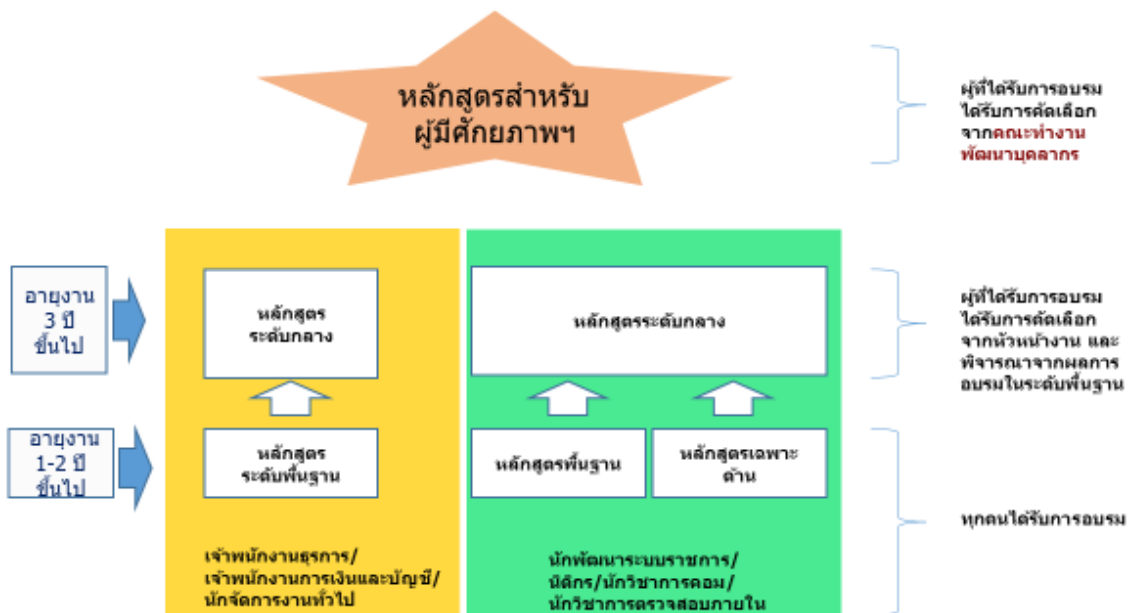 หลักสูตรสำหรับ
ผู้มีศักยภาพฯ
ผู้ที่ได้รับการอบรม
ได้รับการคัดเลือก
จากคณะทำงาน
พัฒนาบุคลากร
อายุงาน
3 ปี
ขึ้นไป
หลักสูตร
ระดับกลาง
หลักสูตรระดับกลาง
ผู้ที่ได้รับการอบรม
ได้รับการคัดเลือก
จากหัวหน้างาน และ
พิจารณาจากผลการ
อบรมในระดับพื้นฐาน
อายุงาน
1-2 ปี
ขึ้นไป
หลักสูตร
ระดับพื้นฐาน
หลักสูตรพื้นฐาน
หลักสูตรเฉพาะ
ด้าน
ทุกคนได้รับการอบรม
เจ้าพนักงานธุรการ/
เจ้าพนักงานการเงินและบัญชี/
นักจัดการงานทั่วไป
นักพัฒนาระบบราชการ/
นิติกร/นักวิชาการคอม/
นักวิชาการตรวจสอบภายใน